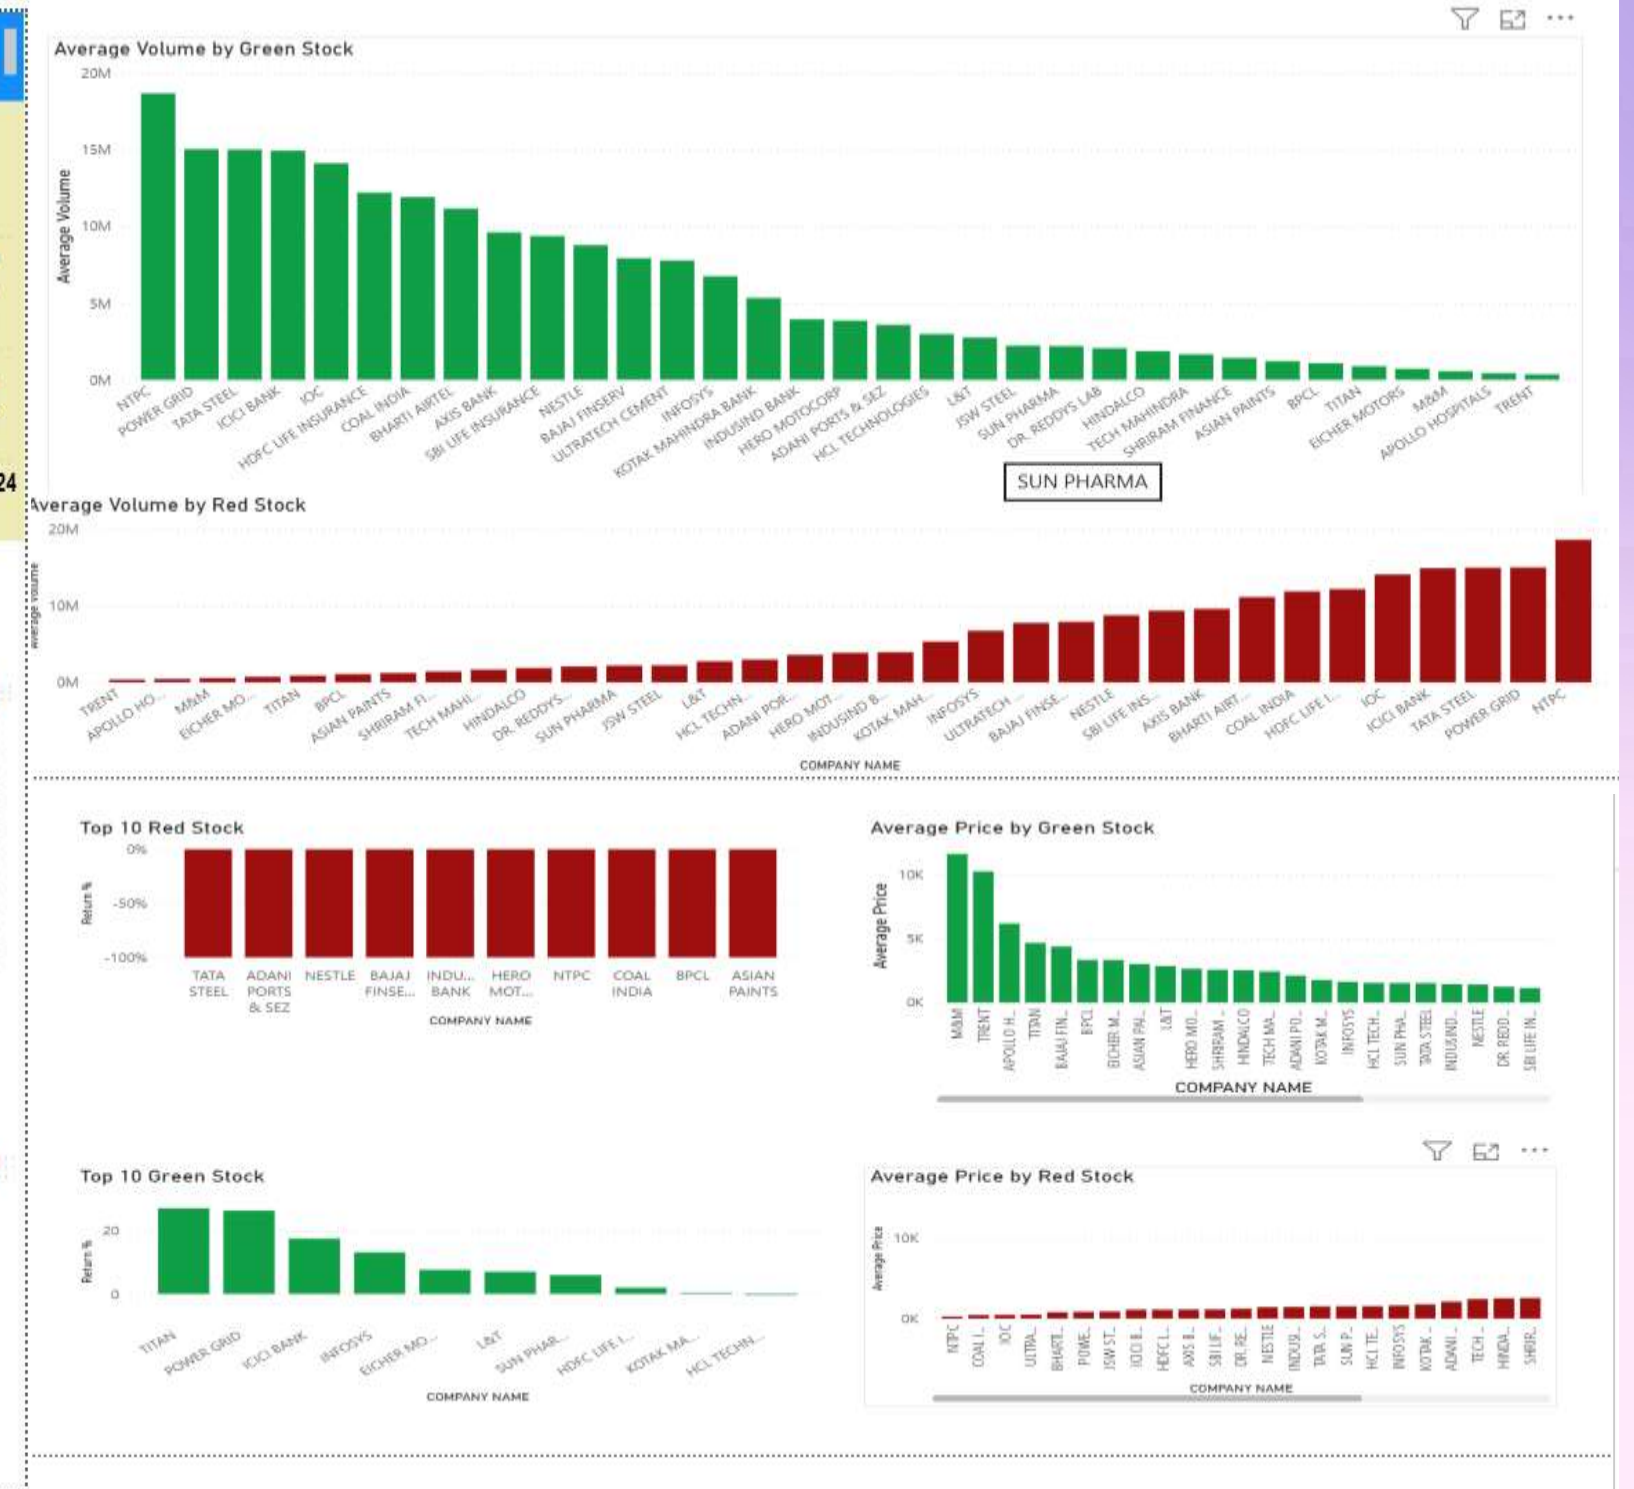 24
Average Volume by Green Stock
Average Volume
20M
15M
10M
5M
0M
NTPC
POWER GRID
TATA STEEL
ICICI BANK
IOC
HDFC LIFE INSURANCE
COAL INDIA
BHARTI AIRTEL
AXIS BANK
SBI LIFE INSURANCE
NESTLE
BAJAJ FINSERV
ULTRATECH CEMENT
INFOSYS
KOTAK MAHINDRA BANK
INDUSIND BANK
HERO MOTOCORP
ADANI PORTS & SEZ
HCL TECHNOLOGIES
L&T
JSW STEEL
SUN PHARMA
DR. REDDYS LAB
HINDALCO
TECH MAHINDRA
SHRIRAM FINANCE
ASIAN PAINTS
BPCL
TITAN
EICHER MOTORS
M&M
APOLLO HOSPITALS
TRENT
SUN PHARMA
Average Volume by Red Stock
Average Volume
20M
10M
0M
TRENT
APOLLO HO...
M&M
EICHER MO...
TITAN
BPCL
ASIAN PAINTS
SHRIRAM FI...
TECH MAHI...
HINDALCO
DR. REDDYS...
SUN PHARMA
JSW STEEL
L&T
HCL TECHN...
ADANI POR...
HERO MOT...
INDUSIND B...
KOTAK MAH...
INFOSYS
ULTRATECH ...
BAJAJ FINSE...
NESTLE
SBI LIFE INS...
AXIS BANK
BHARTI AIRT...
COAL INDIA
HDFC LIFE I...
IOC
ICICI BANK
TATA STEEL
POWER GRID
NTPC
COMPANY NAME
Top 10 Red Stock
Return %
0%
-50%
-100%
TATA STEEL
ADANI PORTS & SEZ
NESTLE
BAJAJ FINSE...
INDU... BANK
HERO MOT...
NTPC
COAL INDIA
BPCL
ASIAN PAINTS
COMPANY NAME
Average Price by Green Stock
Average Price
10K
5K
0K
M&M
TRENT
APOLLO H...
TITAN
BAJAJ FIN...
BPCL
EICHER M...
ASIAN PAI...
L&T
HERO MO...
SHRIRAM ...
HINDALCO
TECH MA...
ADANI PO...
KOTAK M...
INFOSYS
HCL TECH...
SUN PHA...
TATA STEEL
INDUSIND...
NESTLE
DR. REDD...
SBI LIFE IN...
COMPANY NAME
Top 10 Green Stock
Return %
20
0
TITAN
POWER GRID
ICICI BANK
INFOSYS
EICHER MO...
L&T
SUN PHAR...
HDFC LIFE I...
KOTAK MA...
HCL TECHN...
COMPANY NAME
Average Price by Red Stock
Average Price
10K
0K
NTPC
COAL I...
IOC
ULTRA...
BHARTI...
POWE...
JSW ST...
ICICI B...
HDFC L...
AXIS B...
SBI LIF...
DR. RE...
NESTLE
INDUSI...
TATA S...
SUN P...
HCL TE...
INFOSYS
KOTAK ...
ADANI ...
TECH ...
HINDA...
SHRIR...
COMPANY NAME